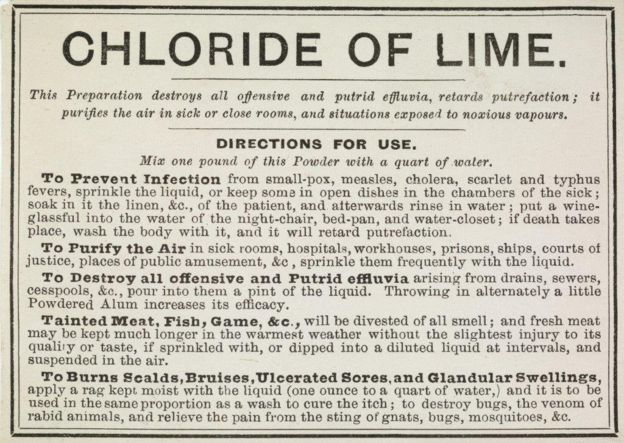 CHLORIDE OF LIME.
This Preparation destroys all offensive and putrid effluvia, retards putrefaction; it
purifies the air in sick or close rooms, and situations exposed to noxious vapours.
DIRECTIONS FOR USE.
Mix one pound of this Powder with a quart of water.
To Prevent Infection from small-pox, measles, cholera, scarlet and typhus
fevers, sprinkle the liquid, or keep some in open dishes in the chambers of the sick;
soak in it the linen, &c., of the patient, and afterwards rinse in water; put a wine-
glassful into the water of the night-chair, bed-pan, and water-closet; if death takes
place, wash the body with it, and it will retard putrefaction.
To Purify the Air in sick rooms, hospitals, workhouses, prisons, ships, courts of
justice, places of public amusement, &c , sprinkle them frequently with the liquid.
To Destroy all offensive and Putrid effluvia arising from drains, sewers,
cesspools, &c., pour into them a pint of the liquid. Throwing in alternately a little
Powdered Alum increases its efficacy.
Tainted Meat, Fish, Game, &c., will be divested of all smell; and fresh meat
may be kept much longer in the warmest weather without the slightest injury to its
quality or taste, if sprinkled with, or dipped into a diluted liquid at intervals, and
suspended in the air.
To Burns Scalds, Bruises, Ulcerated Sores, and Glandular Swellings,
apply a rag kept moist with the liquid (one ounce to a quart of water,) and it is to be
used in the same proportion as a wash to cure the itch; to destroy bugs, the venom of
rabid animals, and relieve the pain from the sting of gnats, bugs, mosquitoes, &c.